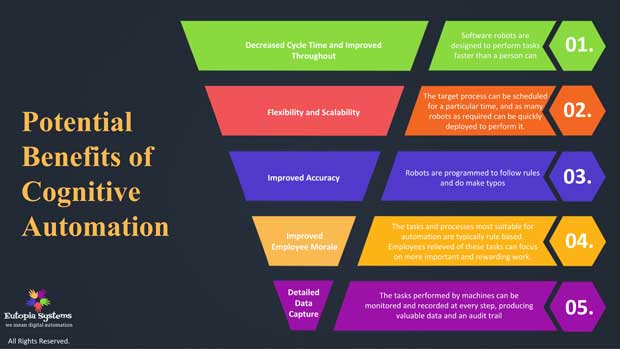 Potential
Benefits of
Cognitive
Automation
Decreased Cycle Time and Improved
Throughout
Software robots are
designed to perform tasks
faster than a person can
01.
Flexibility and Scalability
The target process can be scheduled
for a particular time, and as many
robots as required can be quickly
deployed to perform it.
02.
Improved Accuracy
Robots are programmed to follow rules
and do make typos
03.
Improved
Employee Morale
The tasks and processes most suitable for
automation are typically rule based.
Employees relieved of these tasks can focus
on more important and rewarding work.
04.
Detailed
Data
Capture
The tasks performed by machines can be
monitored and recorded at every step, producing
valuable data and an audit trail
05.
Eutopia Systems
we mean digital automation
All Rights Reserved.